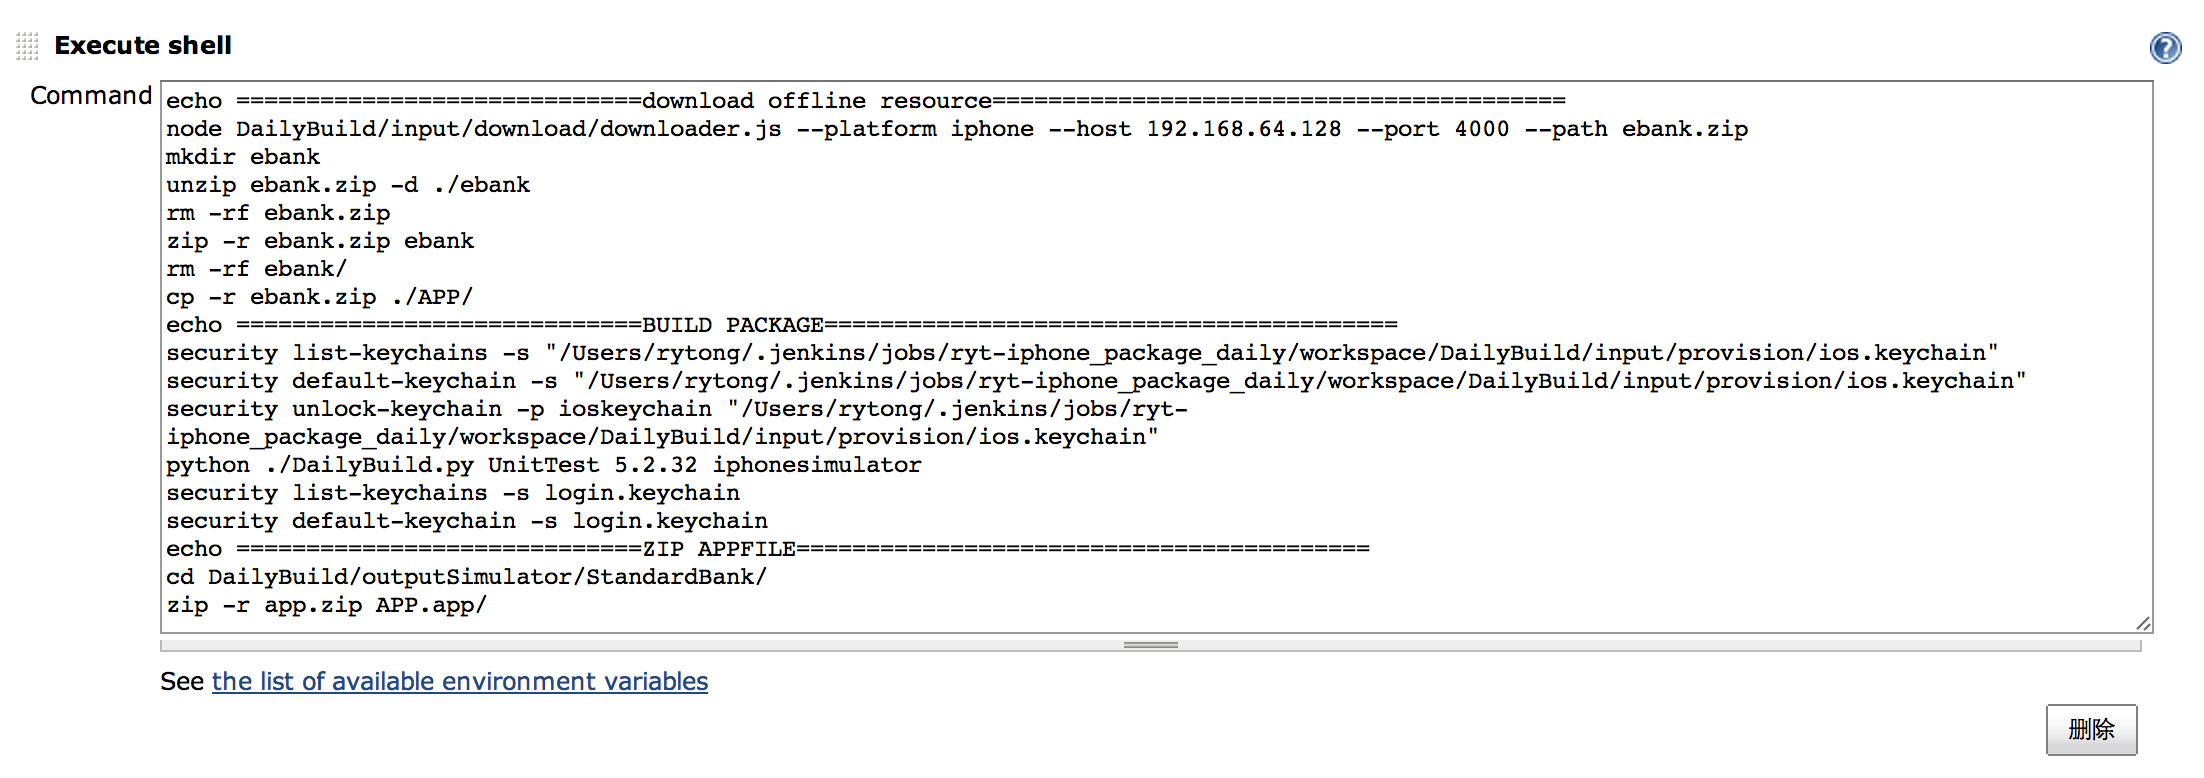 Execute shell
Command
echo =============================download offline resource=========================================
node DailyBuild/input/download/downloader.js --platform iphone --host 192.168.64.128 --port 4000 --path ebank.zip
mkdir ebank
unzip ebank.zip -d ./ebank
rm -rf ebank.zip
zip -r ebank.zip ebank
rm -rf ebank/
cp -r ebank.zip ./APP/
echo =============================BUILD PACKAGE=========================================
security list-keychains -s "/Users/rytong/.jenkins/jobs/ryt-iphone_package_daily/workspace/DailyBuild/input/provision/ios.keychain"
security default-keychain -s "/Users/rytong/.jenkins/jobs/ryt-iphone_package_daily/workspace/DailyBuild/input/provision/ios.keychain"
security unlock-keychain -p ioskeychain "/Users/rytong/.jenkins/jobs/ryt-
iphone_package_daily/workspace/DailyBuild/input/provision/ios.keychain"
python ./DailyBuild.py UnitTest 5.2.32 iphonesimulator
security list-keychains -s login.keychain
security default-keychain -s login.keychain
echo =============================ZIP APPFILE=========================================
cd DailyBuild/outputSimulator/StandardBank/
zip -r app.zip APP.app/
See the list of available environment variables
删除